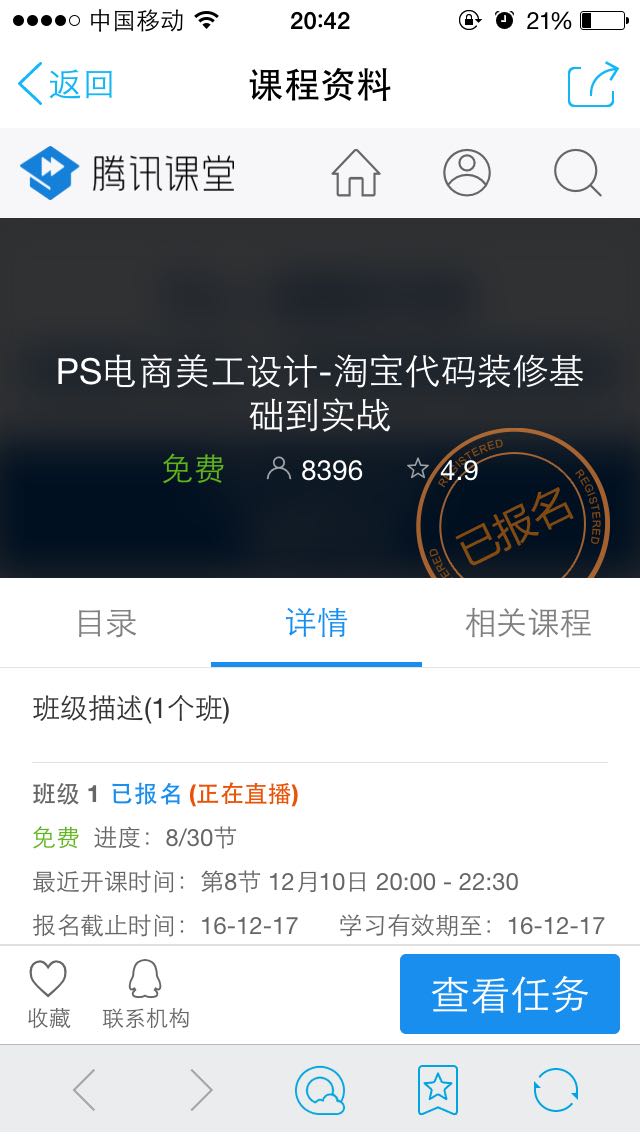 中国移动 20:42 21%
返回 课程资料
腾讯课堂
PS电商美工设计-淘宝代码装修基
础到实战
免费 8396 4.9
REGISTERED
REGISTERED
已报名
ERED
目录 详情 相关课程
班级描述(1个班)
班级 1 已报名 (正在直播)
免费 进度：8/30节
最近开课时间：第8节 12月10日 20:00 - 22:30
报名截止时间：16-12-17 学习有效期至：16-12-17
收藏 联系机构 查看任务